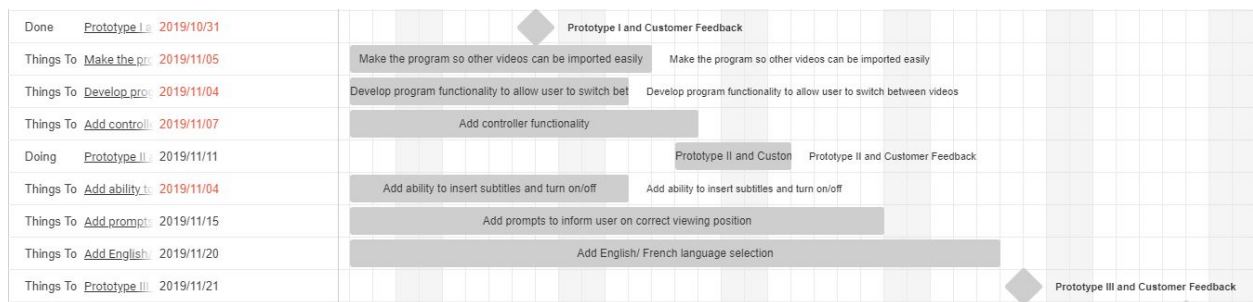 Done Prototype I a 2019/10/31 Prototype I and Customer Feedback
Things To Make the pro 2019/11/05 Make the program so other videos can be imported easily Make the program so other videos can be imported easily
Things To Develop prog 2019/11/04 Develop program functionality to allow user to switch bet Develop program functionality to allow user to switch between videos
Things To Add controlle 2019/11/07 Add controller functionality
Doing Prototype II a 2019/11/11 Prototype II and Custon Prototype II and Customer Feedback
Things To Add ability to 2019/11/04 Add ability to insert subtitles and turn on/off Add ability to insert subtitles and turn on/off
Things To Add prompts 2019/11/15 Add prompts to inform user on correct viewing position
Things To Add English/ 2019/11/20 Add English/ French language selection
Things To Prototype III 2019/11/21 Prototype III and Customer Feedback